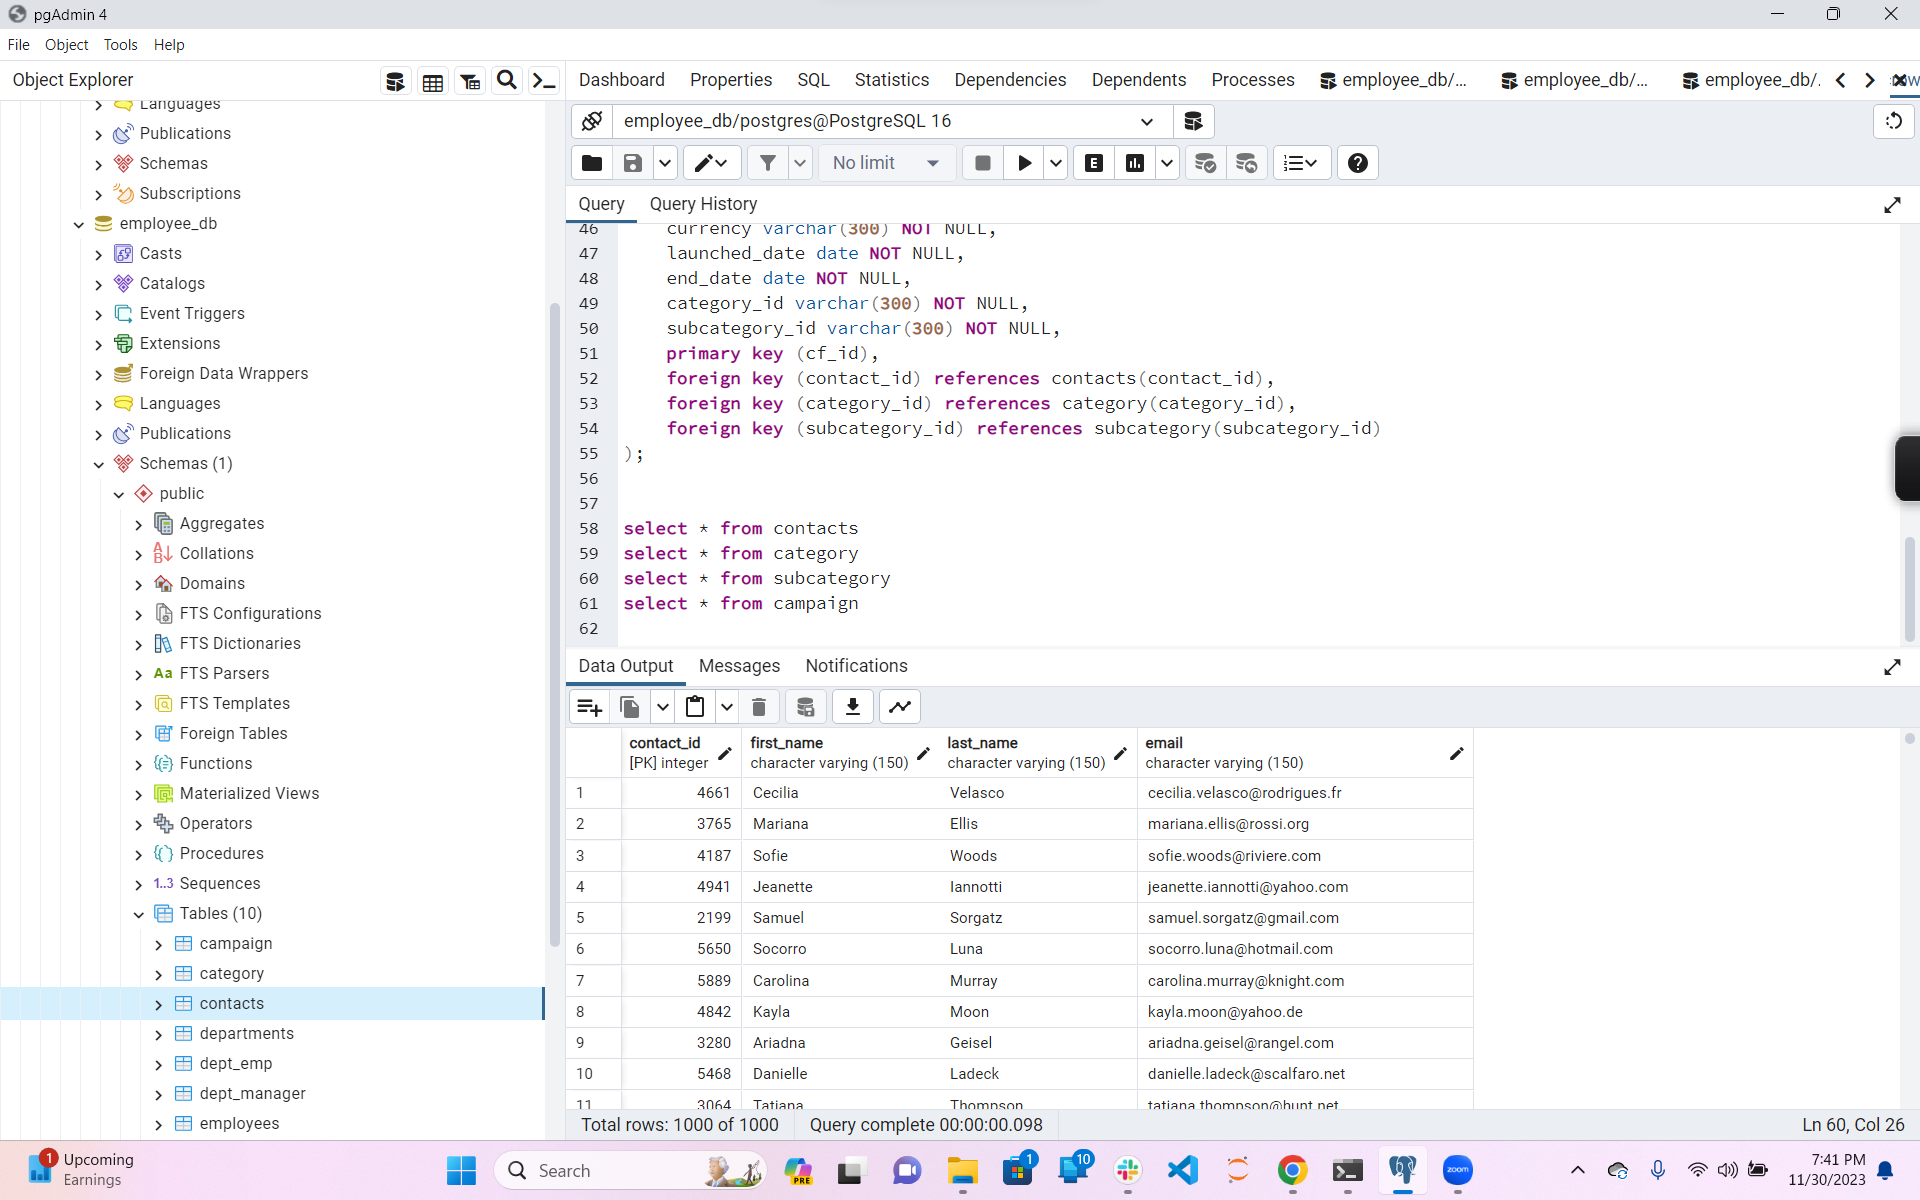 pgAdmin 4
File Object Tools Help
Object Explorer
Dashboard Properties SQL Statistics Dependencies Dependents Processes employee_db/... employee_db/... employee_db/.
employee_db/postgres@PostgreSQL 16
No limit
Query Query History
Languages
Publications
Schemas
Subscriptions
employee_db
Casts
Catalogs
Event Triggers
Extensions
Foreign Data Wrappers
Languages
Publications
Schemas (1)
public
Aggregates
Collations
Domains
FTS Configurations
FTS Dictionaries
Aa FTS Parsers
FTS Templates
Foreign Tables
Functions
Materialized Views
Operators
Procedures
1..3 Sequences
Tables (10)
campaign
category
contacts
departments
dept_emp
dept_manager
employees
46 currency varchar(300) NOT NULL,
47 launched_date date NOT NULL,
48 end_date date NOT NULL,
49 category_id varchar(300) NOT NULL,
50 subcategory_id varchar(300) NOT NULL,
51 primary key (cf_id),
52 foreign key (contact_id) references contacts(contact_id),
53 foreign key (category_id) references category(category_id),
54 foreign key (subcategory_id) references subcategory(subcategory_id)
55 );
56
57
58 select * from contacts
59 select * from category
60 select * from subcategory
61 select * from campaign
62
Data Output Messages Notifications
contact_id first_name last_name email
[PK] integer character varying (150) character varying (150) character varying (150)
1 4661 Cecilia Velasco cecilia.velasco@rodrigues.fr
2 3765 Mariana Ellis mariana.ellis@rossi.org
3 4187 Sofie Woods sofie.woods@riviere.com
4 4941 Jeanette Iannotti jeanette.iannotti@yahoo.com
5 2199 Samuel Sorgatz samuel.sorgatz@gmail.com
6 5650 Socorro Luna socorro.luna@hotmail.com
7 5889 Carolina Murray carolina.murray@knight.com
8 4842 Kayla Moon kayla.moon@yahoo.de
9 3280 Ariadna Geisel ariadna.geisel@rangel.com
10 5468 Danielle Ladeck danielle.ladeck@scalfaro.net
11 3064 Tatiana Thompson tatiana.thompson@hunt.net
Total rows: 1000 of 1000 Query complete 00:00:00.098 Ln 60, Col 26
1 Upcoming
Earnings
Search
PRE
1
10
zoom
7:41 PM
11/30/2023